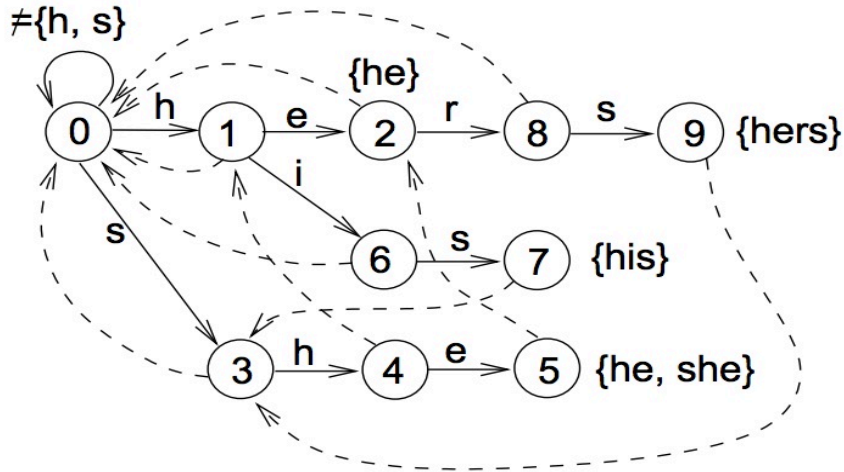 ≠{h, s}
{he}
0 h 1 e 2 r 8 s 9 {hers}
i
s
6 s 7 {his}
3 h 4 e 5 {he, she}